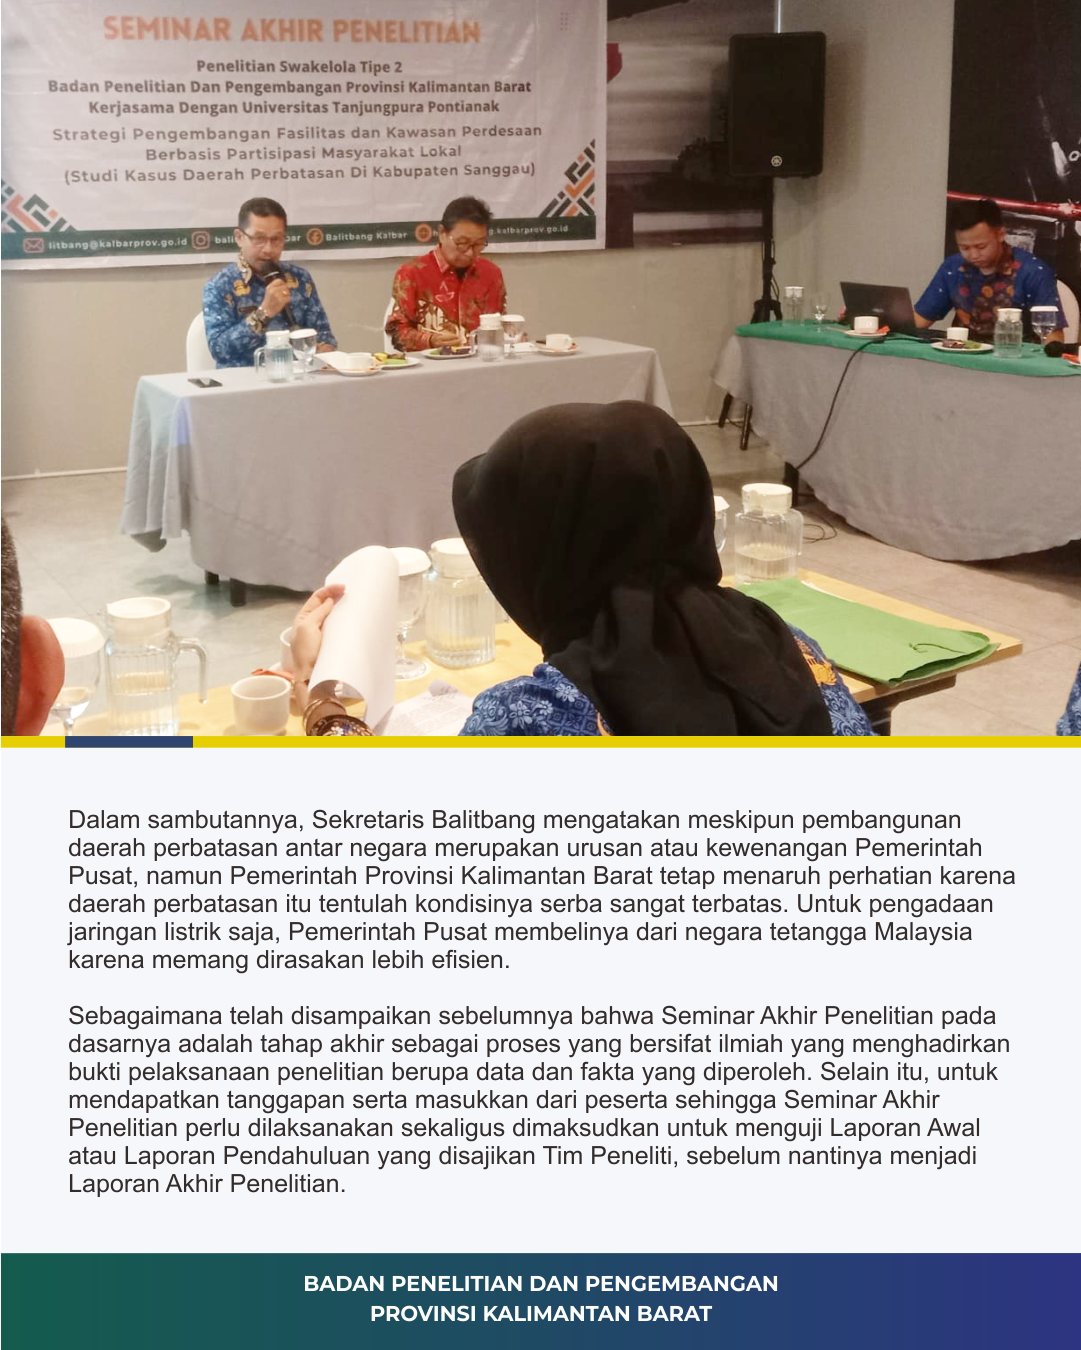 SEMINAR AKHIR PENELITIAN
Penelitian Swakelola Tipe 2
Badan Penelitian Dan Pengembangan Provinsi Kalimantan Barat
Kerjasama Dengan Universitas Tanjungpura Pontianak
Strategi Pengembangan Fasilitas dan Kawasan Perdesaan
Berbasis Partisipasi Masyarakat Lokal
(Studi Kasus Daerah Perbatasan Di Kabupaten Sanggau)
litbang@kalbarprov.go.id Balitbang Kalbar
Dalam sambutannya, Sekretaris Balitbang mengatakan meskipun pembangunan
daerah perbatasan antar negara merupakan urusan atau kewenangan Pemerintah
Pusat, namun Pemerintah Provinsi Kalimantan Barat tetap menaruh perhatian karena
daerah perbatasan itu tentulah kondisinya serba sangat terbatas. Untuk pengadaan
jaringan listrik saja, Pemerintah Pusat membelinya dari negara tetangga Malaysia
karena memang dirasakan lebih efisien.
Sebagaimana telah disampaikan sebelumnya bahwa Seminar Akhir Penelitian pada
dasarnya adalah tahap akhir sebagai proses yang bersifat ilmiah yang menghadirkan
bukti pelaksanaan penelitian berupa data dan fakta yang diperoleh. Selain itu, untuk
mendapatkan tanggapan serta masukkan dari peserta sehingga Seminar Akhir
Penelitian perlu dilaksanakan sekaligus dimaksudkan untuk menguji Laporan Awal
atau Laporan Pendahuluan yang disajikan Tim Peneliti, sebelum nantinya menjadi
Laporan Akhir Penelitian.
BADAN PENELITIAN DAN PENGEMBANGAN
PROVINSI KALIMANTAN BARAT